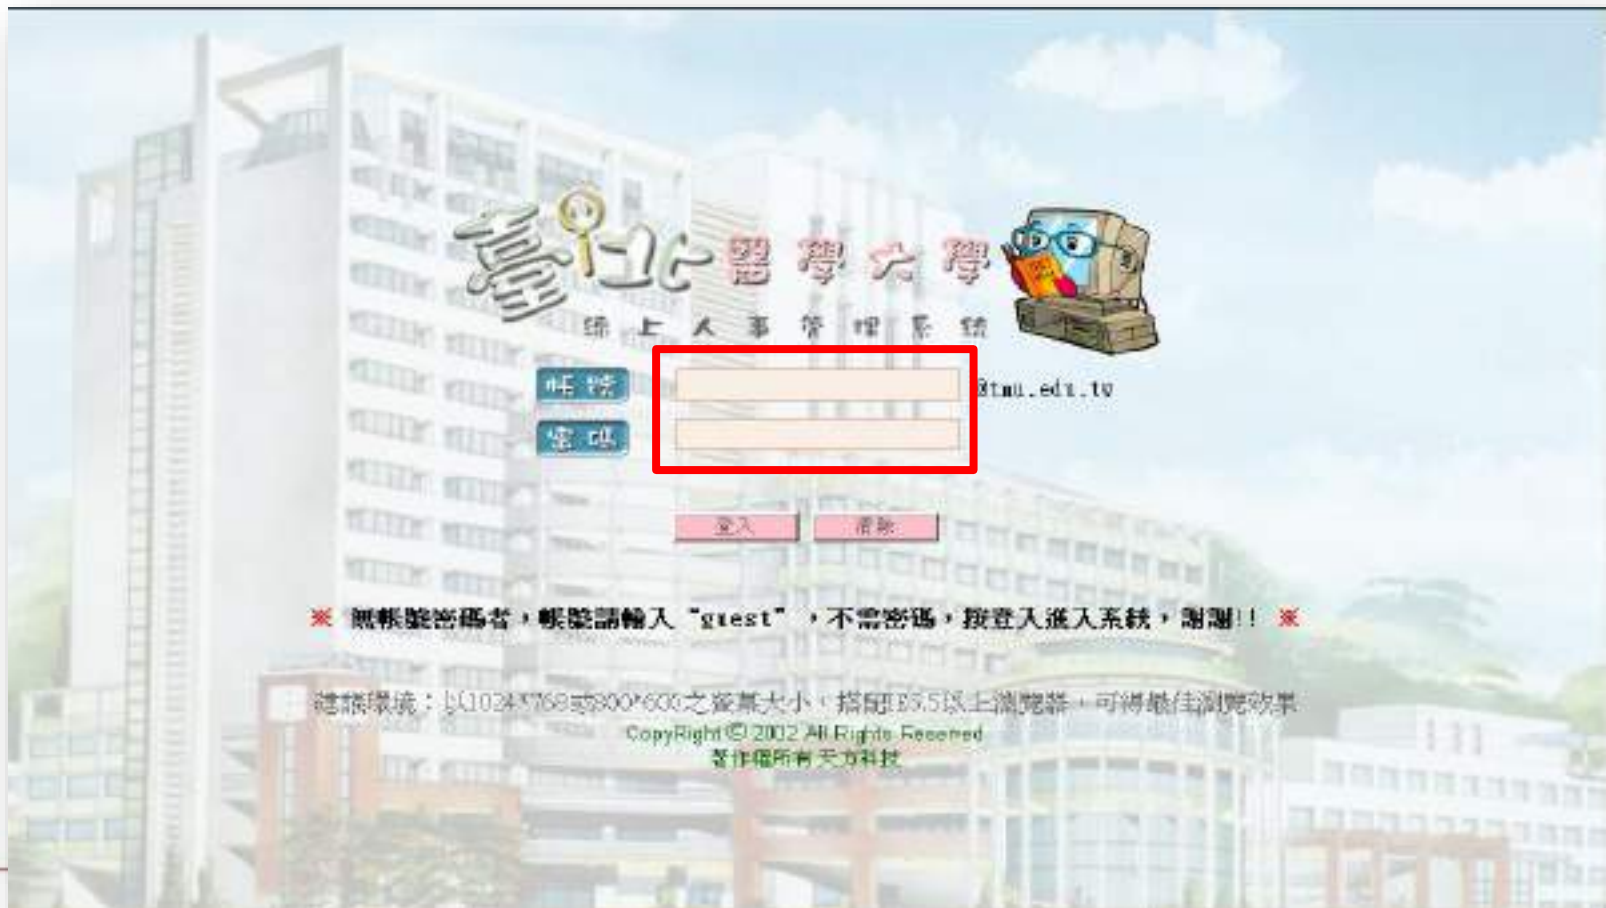 臺北醫學大學
線上人事管理系統
帳號 @tmu.edu.tw
密碼
登入 清除
※ 無帳號密碼者，帳號請輸入 "guest" ，不需密碼，按登入進入系統，謝謝!! ※
建議環境：以1024*768或800*600之螢幕大小，搭配IE5.5以上瀏覽器，可得最佳瀏覽效果
CopyRight © 2002 All Rights Reserved
著作權所有 天方科技